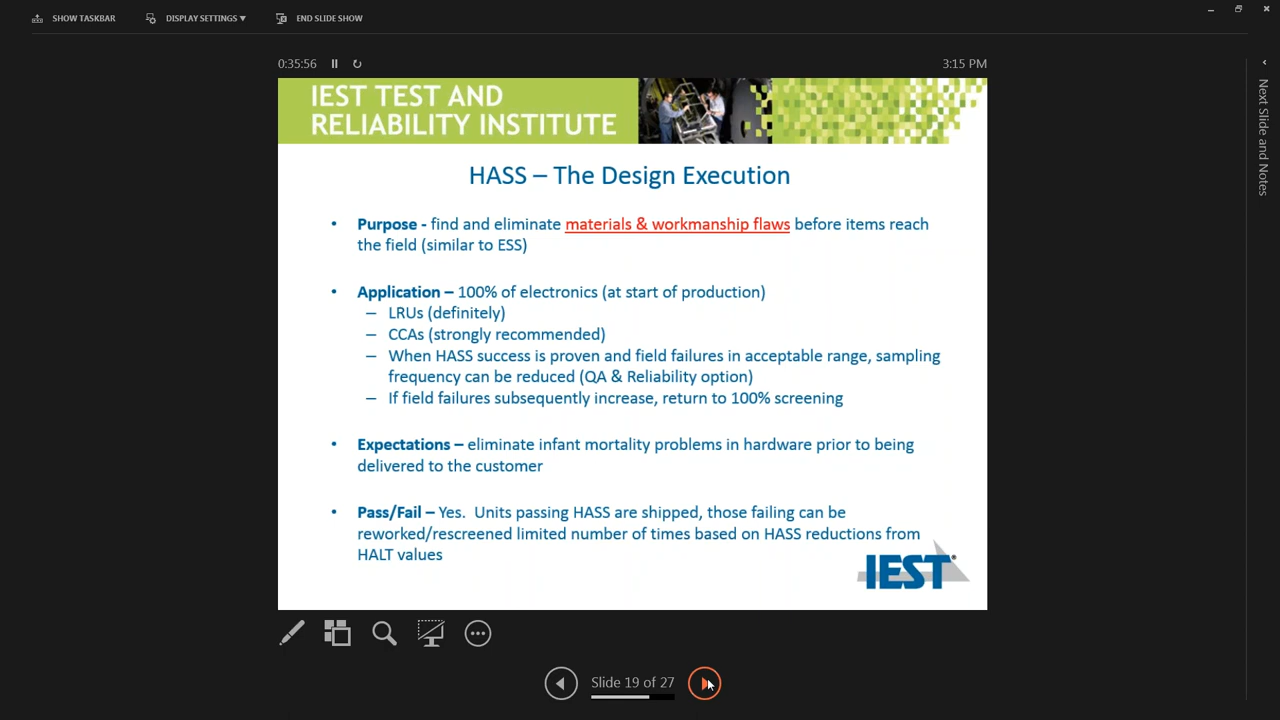 SHOW TASKBAR
DISPLAY SETTINGS ▾
END SLIDE SHOW
0:35:56
3:15 PM
Next Slide and Notes
IEST TEST AND
RELIABILITY INSTITUTE
HASS – The Design Execution
• Purpose - find and eliminate materials & workmanship flaws before items reach
the field (similar to ESS)
• Application – 100% of electronics (at start of production)
– LRUs (definitely)
– CCAs (strongly recommended)
– When HASS success is proven and field failures in acceptable range, sampling
frequency can be reduced (QA & Reliability option)
– If field failures subsequently increase, return to 100% screening
• Expectations – eliminate infant mortality problems in hardware prior to being
delivered to the customer
• Pass/Fail – Yes. Units passing HASS are shipped, those failing can be
reworked/rescreened limited number of times based on HASS reductions from
HALT values
IEST®
Slide 19 of 27